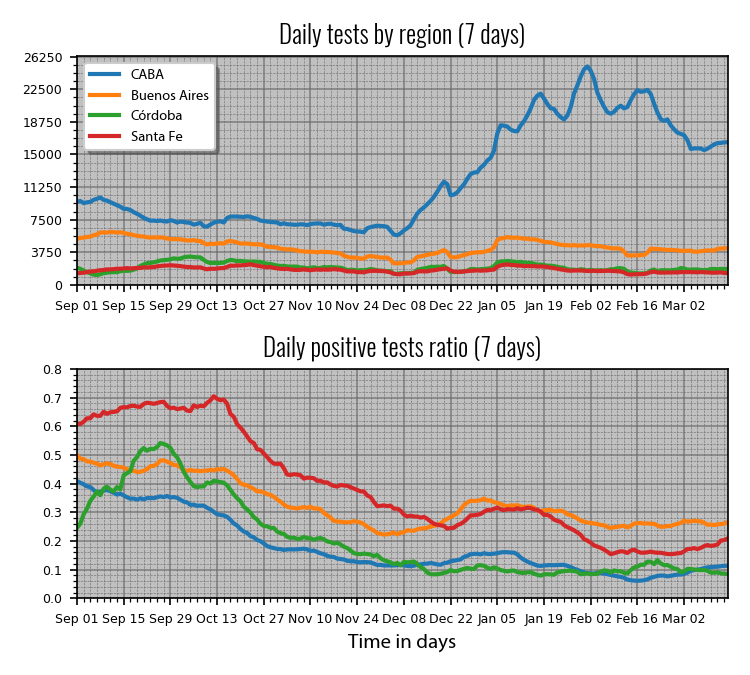 Daily tests by region (7 days)
26250
22500
18750
15000
11250
7500
3750
0
CABA
Buenos Aires
Córdoba
Santa Fe
Sep 01 Sep 15 Sep 29 Oct 13 Oct 27 Nov 10 Nov 24 Dec 08 Dec 22 Jan 05 Jan 19 Feb 02 Feb 16 Mar 02
Daily positive tests ratio (7 days)
0.8
0.7
0.6
0.5
0.4
0.3
0.2
0.1
0.0
Sep 01 Sep 15 Sep 29 Oct 13 Oct 27 Nov 10 Nov 24 Dec 08 Dec 22 Jan 05 Jan 19 Feb 02 Feb 16 Mar 02
Time in days